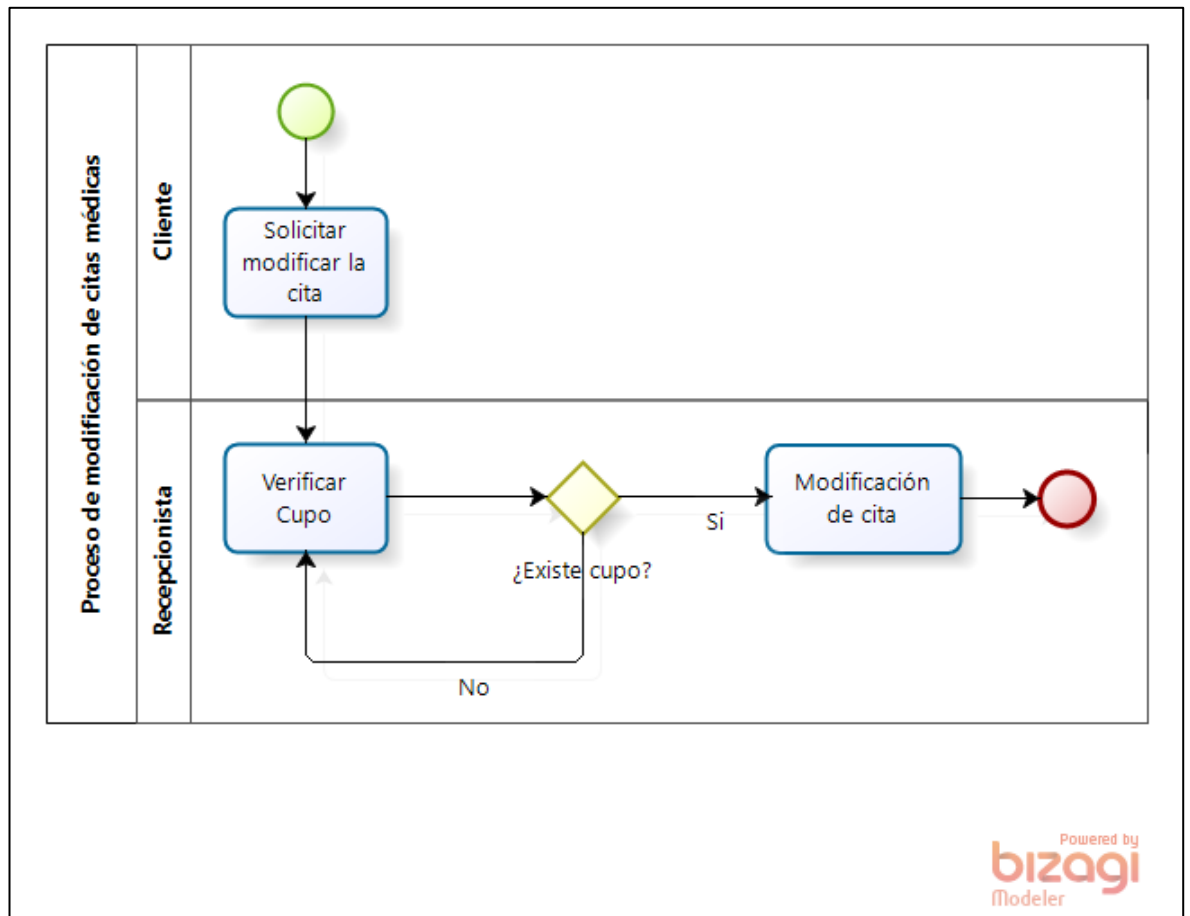 Proceso de modificación de citas médicas
Cliente
Solicitar
modificar la
cita
Recepcionista
Verificar
Cupo
¿Existe cupo?
Si
No
Modificación
de cita
Powered by
bizagi
Modeler